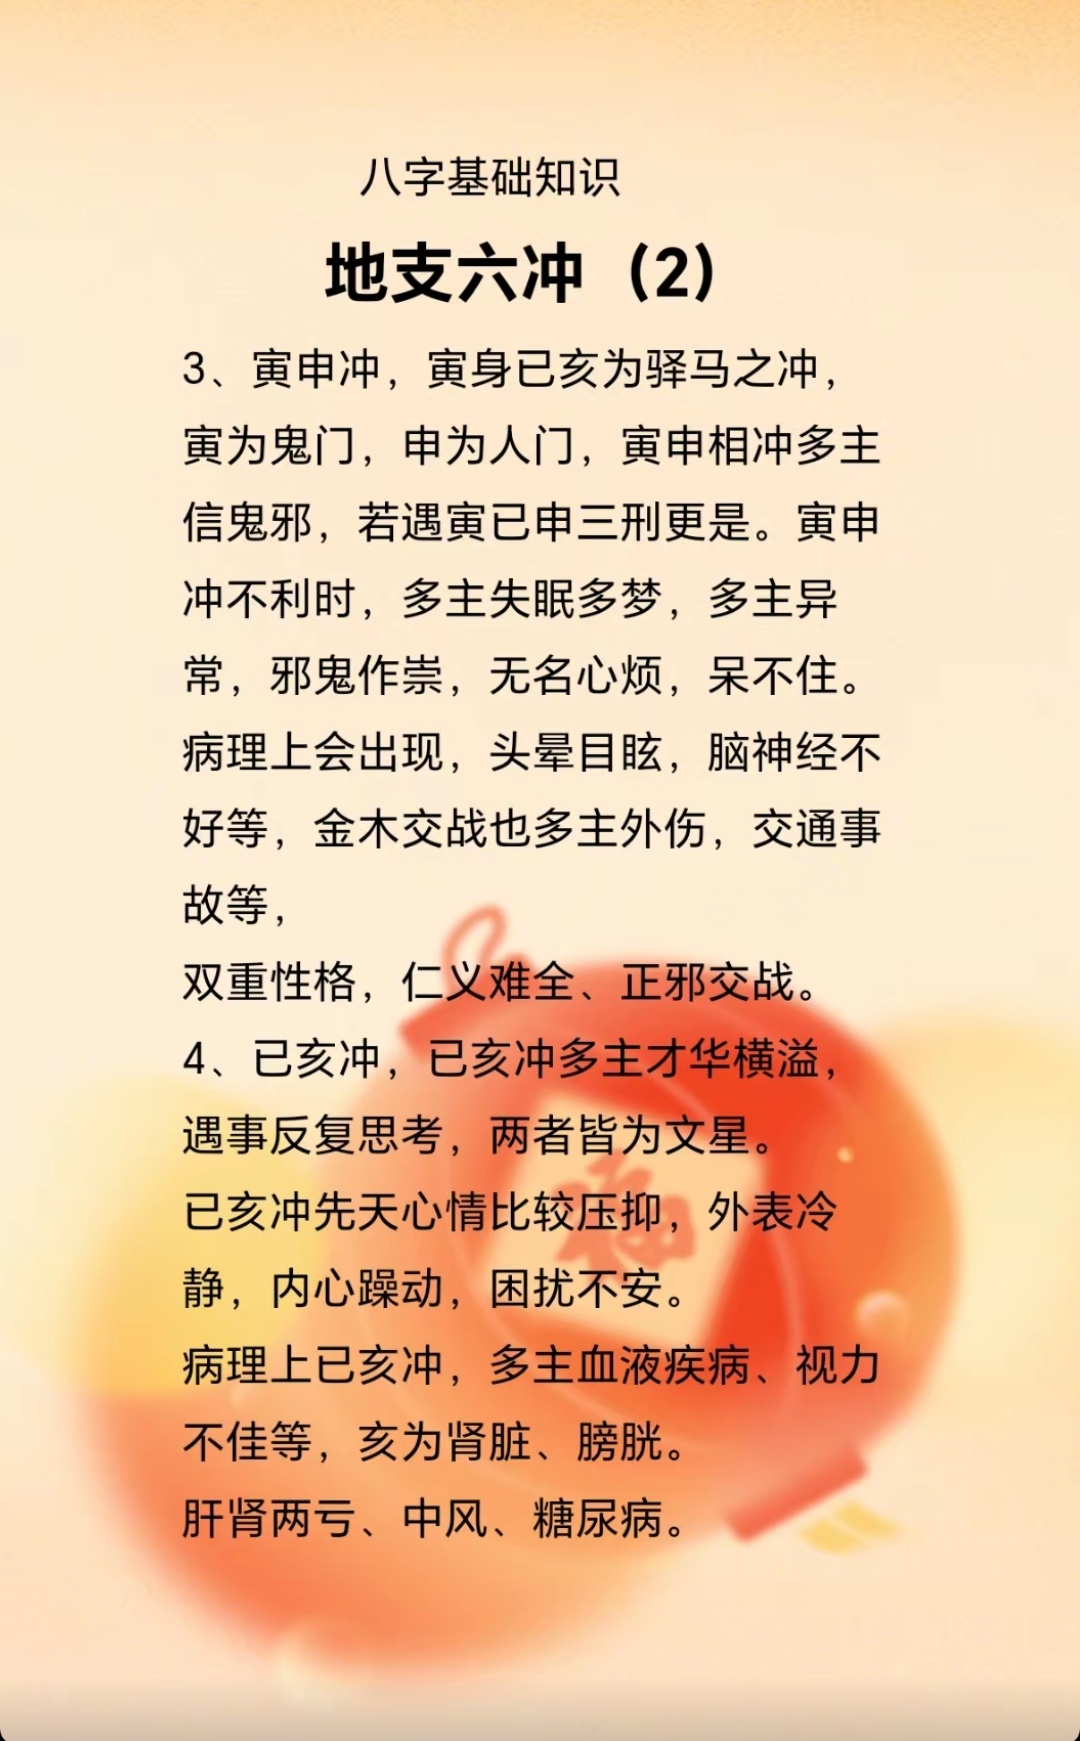 八字基础知识
地支六冲（2）
3、寅申冲，寅身已亥为驿马之冲，
寅为鬼门，申为人门，寅申相冲多主
信鬼邪，若遇寅已申三刑更是。寅申
冲不利时，多主失眠多梦，多主异
常，邪鬼作崇，无名心烦，呆不住。
病理上会出现，头晕目眩，脑神经不
好等，金木交战也多主外伤，交通事
故等，
双重性格，仁义难全、正邪交战。
4、已亥冲，已亥冲多主才华横溢，
遇事反复思考，两者皆为文星。
已亥冲先天心情比较压抑，外表冷
静，内心躁动，困扰不安。
病理上已亥冲，多主血液疾病、视力
不佳等，亥为肾脏、膀胱。
肝肾两亏、中风、糖尿病。
福